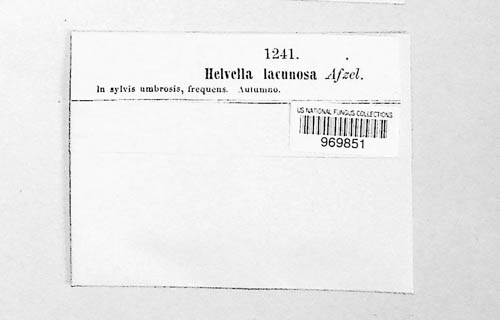 1241.
Helvella lacunosa Afzel.
In sylvis umbrosis, frequens. Autumno.
US NATIONAL FUNGUS COLLECTIONS
969851